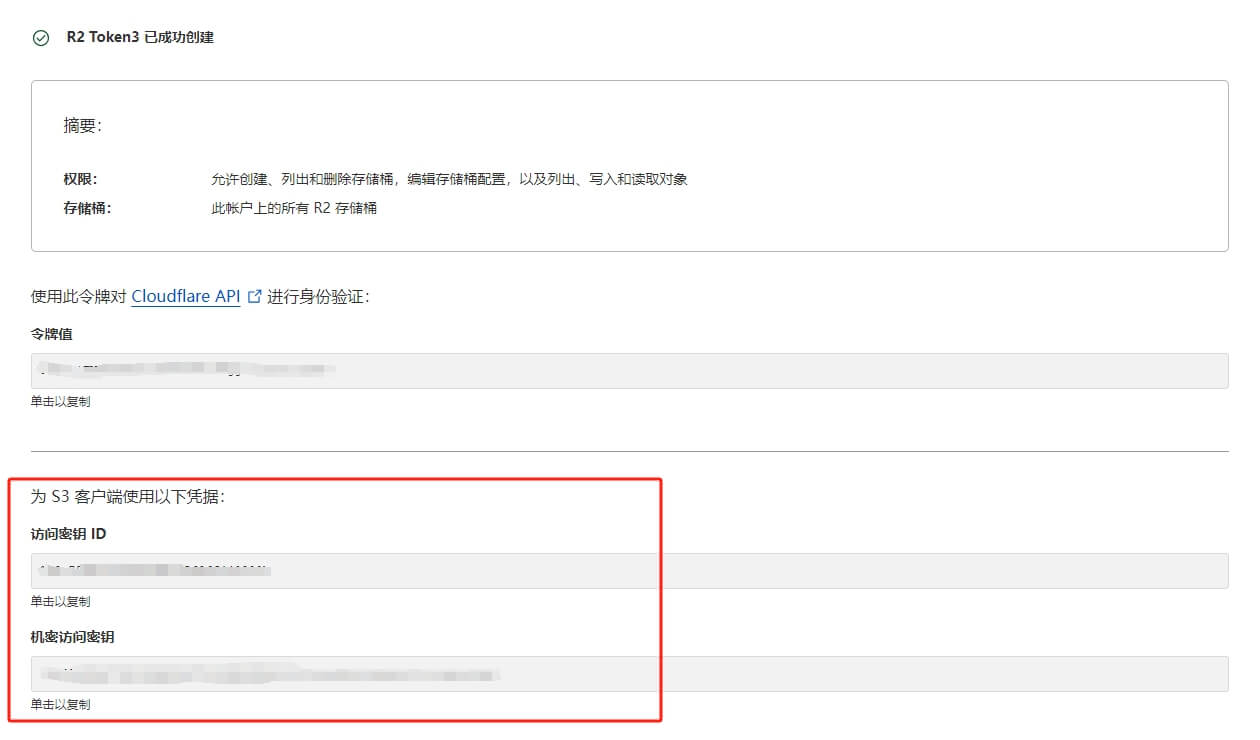 R2 Token3 已成功创建
摘要：
权限： 允许创建、列出和删除存储桶，编辑存储桶配置，以及列出、写入和读取对象
存储桶： 此帐户上的所有 R2 存储桶
使用此令牌对 Cloudflare API 进行身份验证：
令牌值
单击以复制
为 S3 客户端使用以下凭据：
访问密钥 ID
单击以复制
机密访问密钥
单击以复制